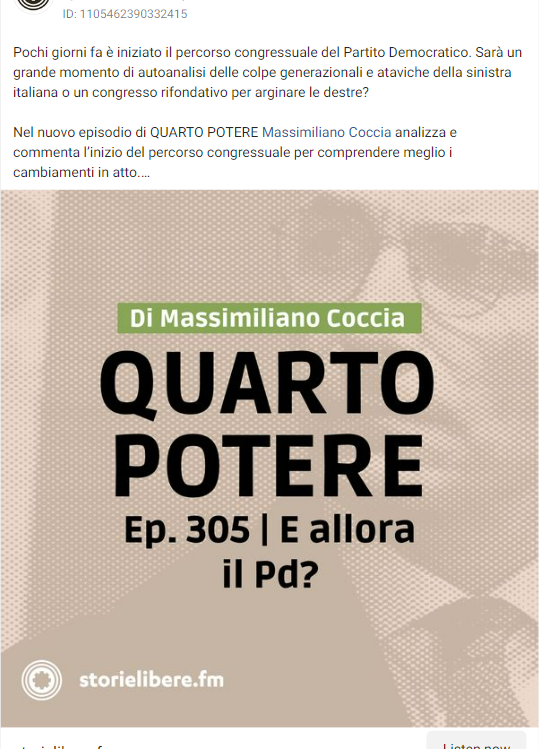 ID: 1105462390332415
Pochi giorni fa è iniziato il percorso congressuale del Partito Democratico. Sarà un
grande momento di autoanalisi delle colpe generazionali e ataviche della sinistra
italiana o un congresso rifondativo per arginare le destre?
Nel nuovo episodio di QUARTO POTERE Massimiliano Coccia analizza e
commenta l’inizio del percorso congressuale per comprendere meglio i
cambiamenti in atto....
Di Massimiliano Coccia
QUARTO
POTERE
Ep. 305 | E allora
il Pd?
storielibere.fm
Listen now